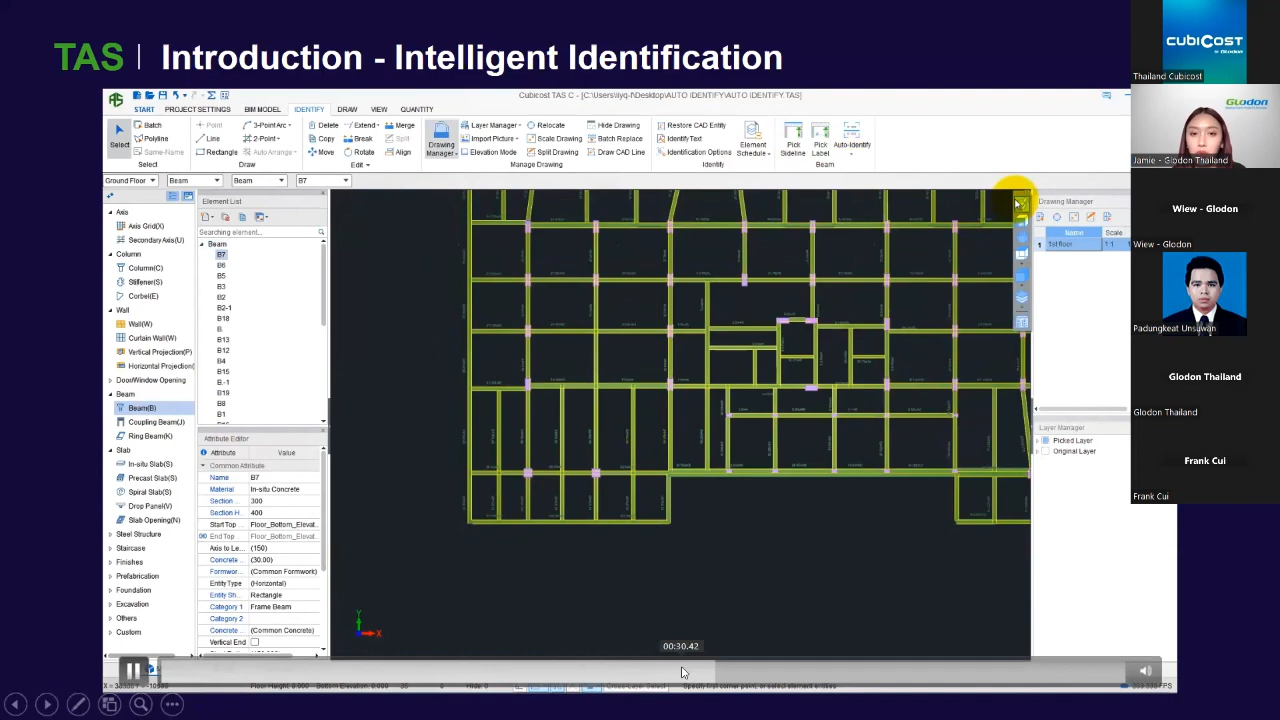 TAS | Introduction - Intelligent Identification
Cubicost TAS C - [C:\Users\liyq-f\Desktop\AUTO IDENTIFY\AUTO IDENTIFY.TAS]
START PROJECT SETTINGS BIM MODEL IDENTIFY DRAW VIEW QUANTITY
Select
Batch
Polyline
Same-Name
Select
Point
3-Point Arc
Line
2-Point
Rectangle
Auto Arrange
Draw
Delete
Extend
Merge
Copy
Break
Move
Rotate
Align
Edit
Drawing Manager
Layer Manager
Relocate
Hide Drawing
Import Picture
Scale Drawing
Batch Replace
Elevation Mode
Split Drawing
Draw CAD Line
Manage Drawing
Restore CAD Entity
Identify Text
Identification Options
Element Schedule
Identify
Pick Sideline
Pick Label
Auto-Identify
Beam
Ground Floor
Beam
Beam
B7
Axis
Axis Grid(X)
Secondary Axis(U)
Column
Column(C)
Stiffener(S)
Corbel(E)
Wall
Wall(W)
Curtain Wall(W)
Vertical Projection(P)
Horizontal Projection(
Door/Window Opening
Beam
Beam(B)
Coupling Beam(J)
Ring Beam(K)
Slab
In-situ Slab(S)
Precast Slab(S)
Spiral Slab(S)
Drop Panel(V)
Slab Opening(N)
Steel Structure
Staircase
Finishes
Prefabrication
Foundation
Excavation
Others
Custom
Element List
Searching element...
Beam
B7
B6
B5
B3
B2
B2-1
B18
B.
B13
B12
B4
B15
B.-1
B19
B8
B1
Attribute Editor
Attribute Value
Common Attribute
Name B7
Material In-situ Concrete
Section ... 300
Section H... 400
Start Top ... Floor_Bottom_Elevat...
End Top Floor_Bottom_Elevat...
Axis to Le... (150)
Concrete ... (30.00)
Formwor... (Common Formwork)
Entity Type (Horizontal)
Entity Sh... Rectangle
Category 1 Frame Beam
Category 2
Concrete ... (Common Concrete)
Vertical End
Y
X
00:30.42
Drawing Manager
Name Scale
1 1st floor 1:1
Layer Manager
Picked Layer
Original Layer
CUBICOST
by Glodon
Thailand Cubicost
Glodon
Jamie - Glodon Thailand
Wiew - Glodon
Wiew - Glodon
Padungkeat Unsuwan
Glodon Thailand
Glodon Thailand
Frank Cui
Frank Cui